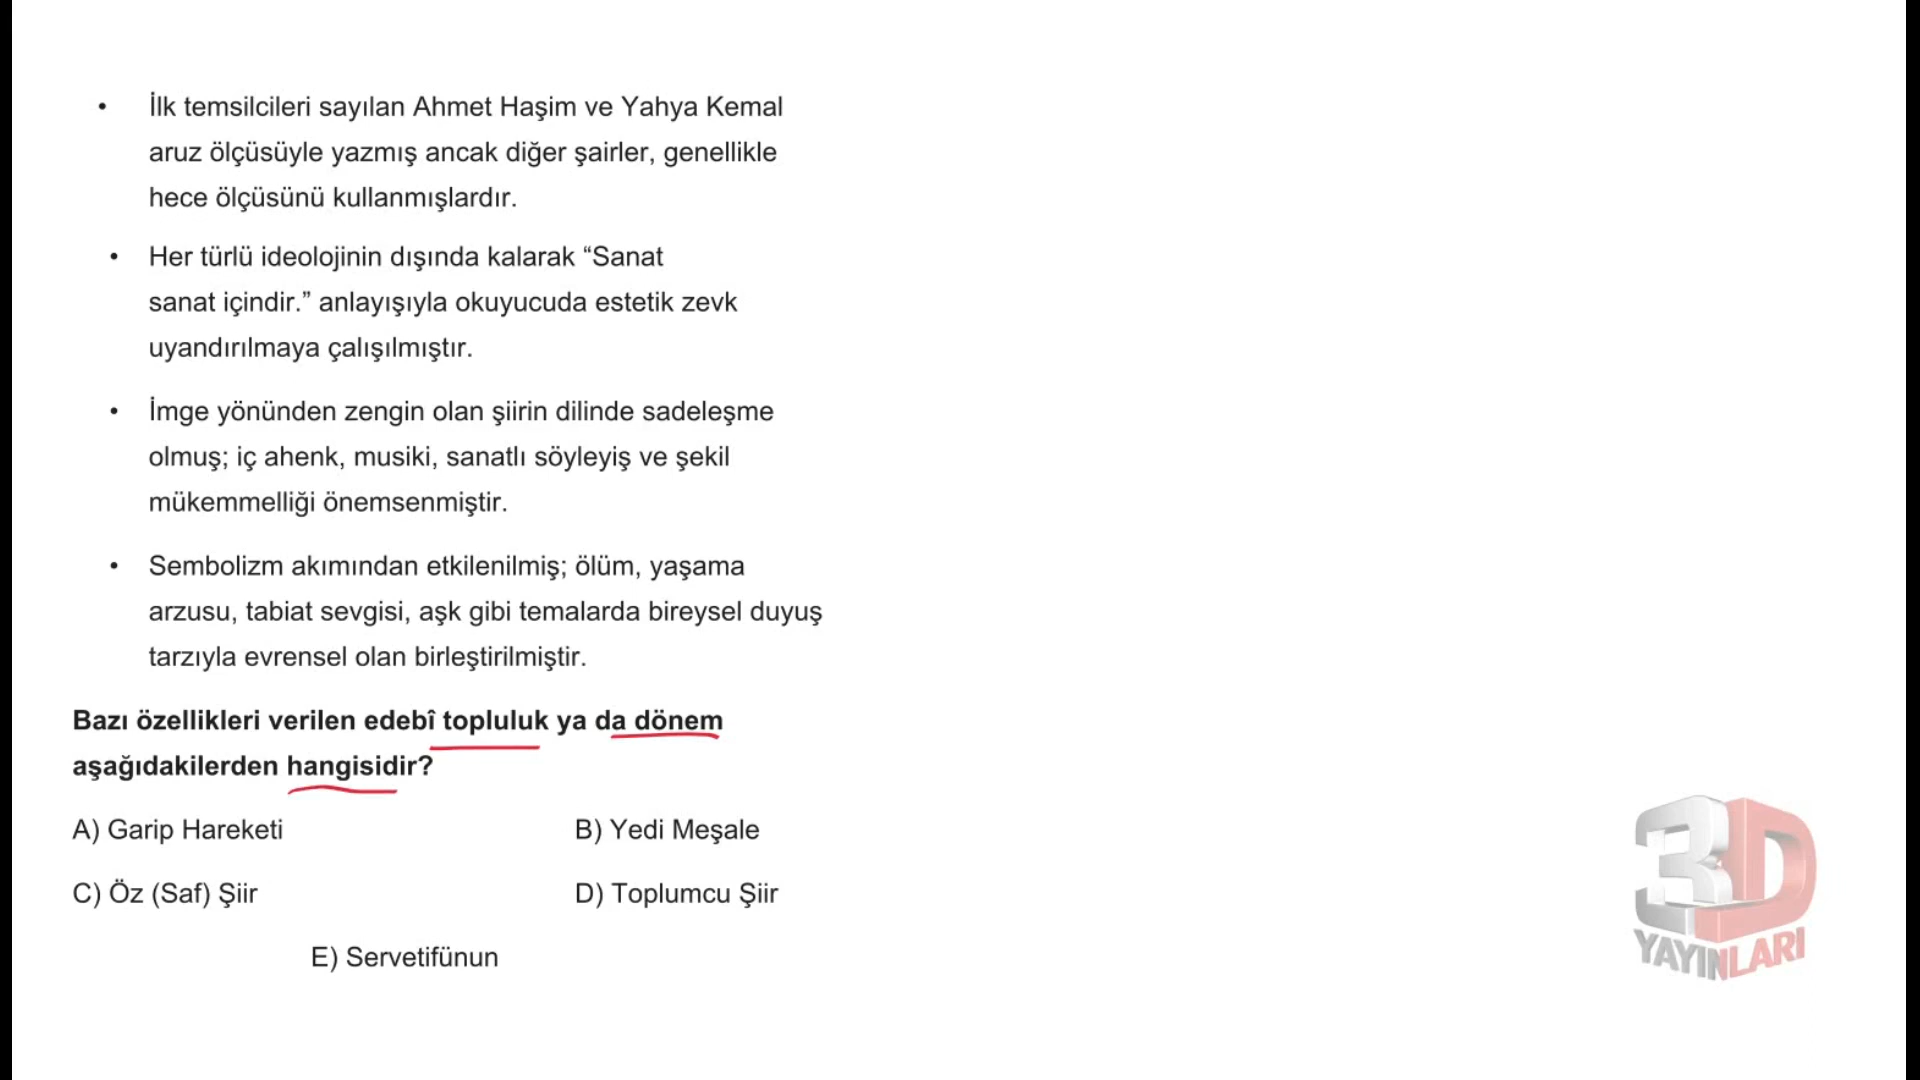 • İlk temsilcileri sayılan Ahmet Haşim ve Yahya Kemal
aruz ölçüsüyle yazmış ancak diğer şairler, genellikle
hece ölçüsünü kullanmışlardır.
• Her türlü ideolojinin dışında kalarak “Sanat
sanat içindir.” anlayışıyla okuyucuda estetik zevk
uyandırılmaya çalışılmıştır.
• İmge yönünden zengin olan şiirin dilinde sadeleşme
olmuş; iç ahenk, musiki, sanatlı söyleyiş ve şekil
mükemmelliği önemsenmiştir.
• Sembolizm akımından etkilenilmiş; ölüm, yaşama
arzusu, tabiat sevgisi, aşk gibi temalarda bireysel duyuş
tarzıyla evrensel olan birleştirilmiştir.
Bazı özellikleri verilen edebî topluluk ya da dönem
aşağıdakilerden hangisidir?
A) Garip Hareketi
B) Yedi Meşale
C) Öz (Saf) Şiir
D) Toplumcu Şiir
E) Servetifünun
3D
YAYINLARI